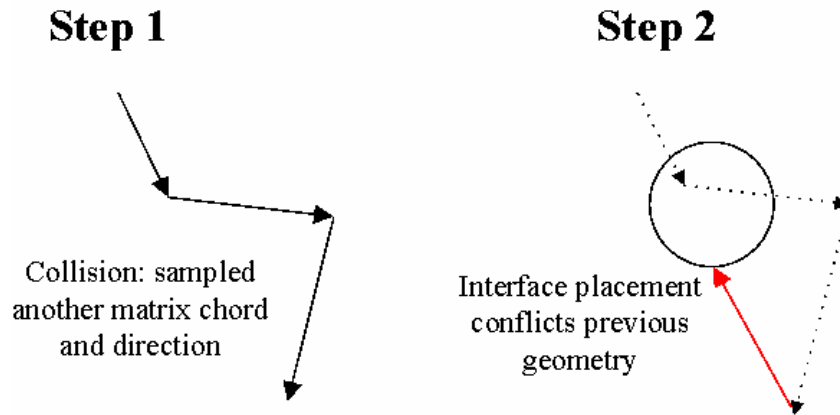 Step 1
Step 2
Collision: sampled
another matrix chord
and direction
Interface placement
conflicts previous
geometry